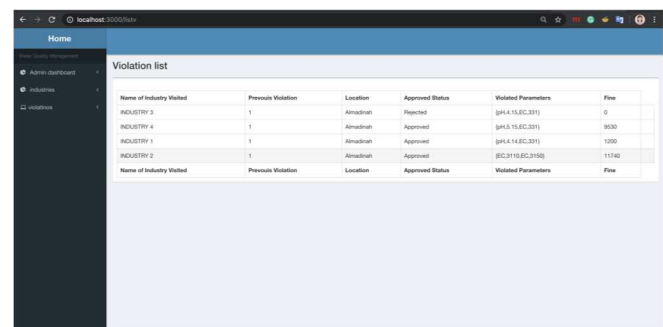 localhost:3000/listv
Home
Water Quality Management
Admin dashboard
industries
violatinos
Violation list
Name of Industry Visited Prevouis Violation Location Approved Status Violated Parameters Fine
INDUSTRY 3 1 Almadinah Rejected {pH,4.15,EC,331} 0
INDUSTRY 4 1 Almadinah Approved {pH,5.15,EC,331} 9530
INDUSTRY 1 1 Almadinah Approved {pH,4.14,EC,331} 1200
INDUSTRY 2 1 Almadinah Approved {EC,3110,EC,3150} 11740
Name of Industry Visited Prevouis Violation Location Approved Status Violated Parameters Fine